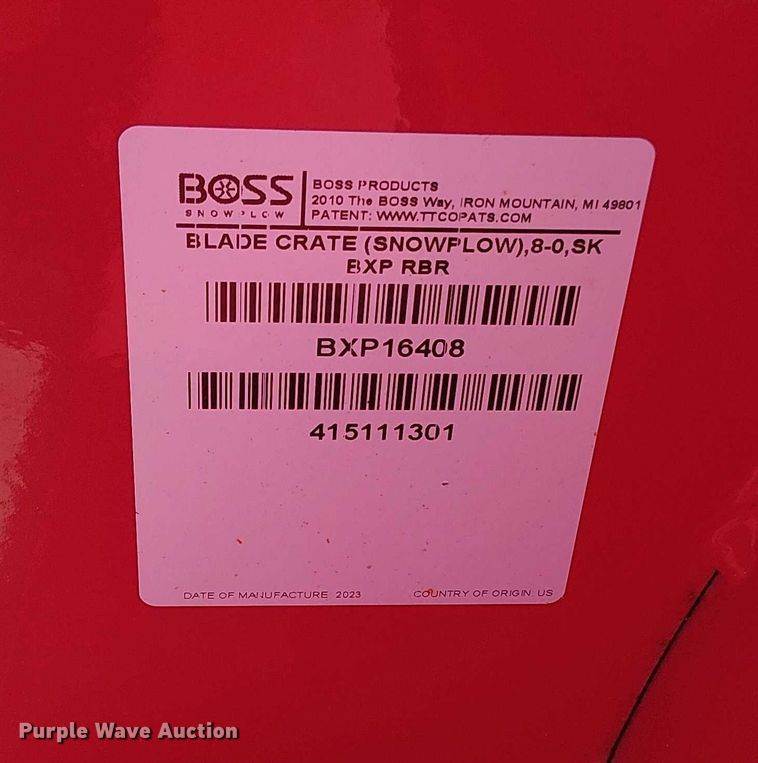 BOSS
SNOWPLOW
BOSS PRODUCTS
2010 The BOSS Way, IRON MOUNTAIN, MI 49801
PATENT: WWW.TTCOPATS.COM
BLADE CRATE (SNOWPLOW),8-0,SK
BXP RBR
BXP16408
415111301
DATE OF MANUFACTURE 2023
COUNTRY OF ORIGIN: US
Purple Wave Auction